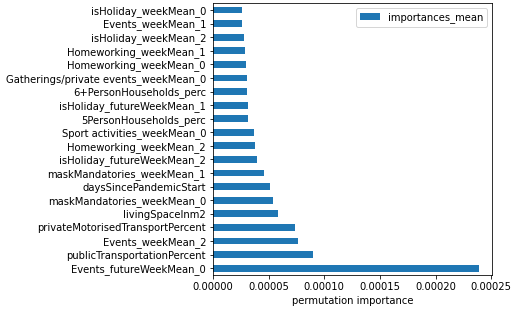 isHoliday_weekMean_0
importances_mean
Events_weekMean_1
isHoliday_weekMean_2
Homeworking_weekMean_1
Homeworking_weekMean_0
Gatherings/private events_weekMean_0
6+PersonHouseholds_perc
isHoliday_futureWeekMean_1
5PersonHouseholds_perc
Sport activities_weekMean_0
Homeworking_weekMean_2
isHoliday_futureWeekMean_2
maskMandatories_weekMean_1
daysSincePandemicStart
maskMandatories_weekMean_0
livingSpaceInm2
privateMotorisedTransportPercent
Events_weekMean_2
publicTransportationPercent
Events_futureWeekMean_0
0.00000 0.00005 0.00010 0.00015 0.00020 0.00025
permutation importance